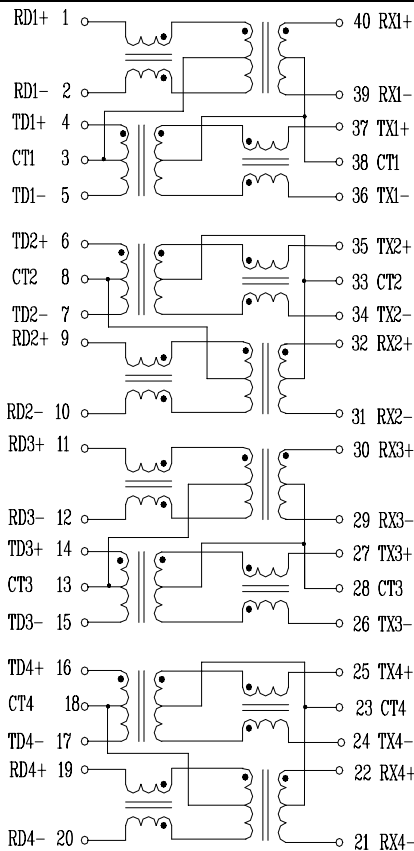 RD1+ 1 40 RX1+
RD1- 2 39 RX1-
TD1+ 4 37 TX1+
CT1 3 38 CT1
TD1- 5 36 TX1-
TD2+ 6 35 TX2+
CT2 8 33 CT2
TD2- 7 34 TX2-
RD2+ 9 32 RX2+
RD2- 10 31 RX2-
RD3+ 11 30 RX3+
RD3- 12 29 RX3-
TD3+ 14 27 TX3+
CT3 13 28 CT3
TD3- 15 26 TX3-
TD4+ 16 25 TX4+
CT4 18 23 CT4
TD4- 17 24 TX4-
RD4+ 19 22 RX4+
RD4- 20 21 RX4-